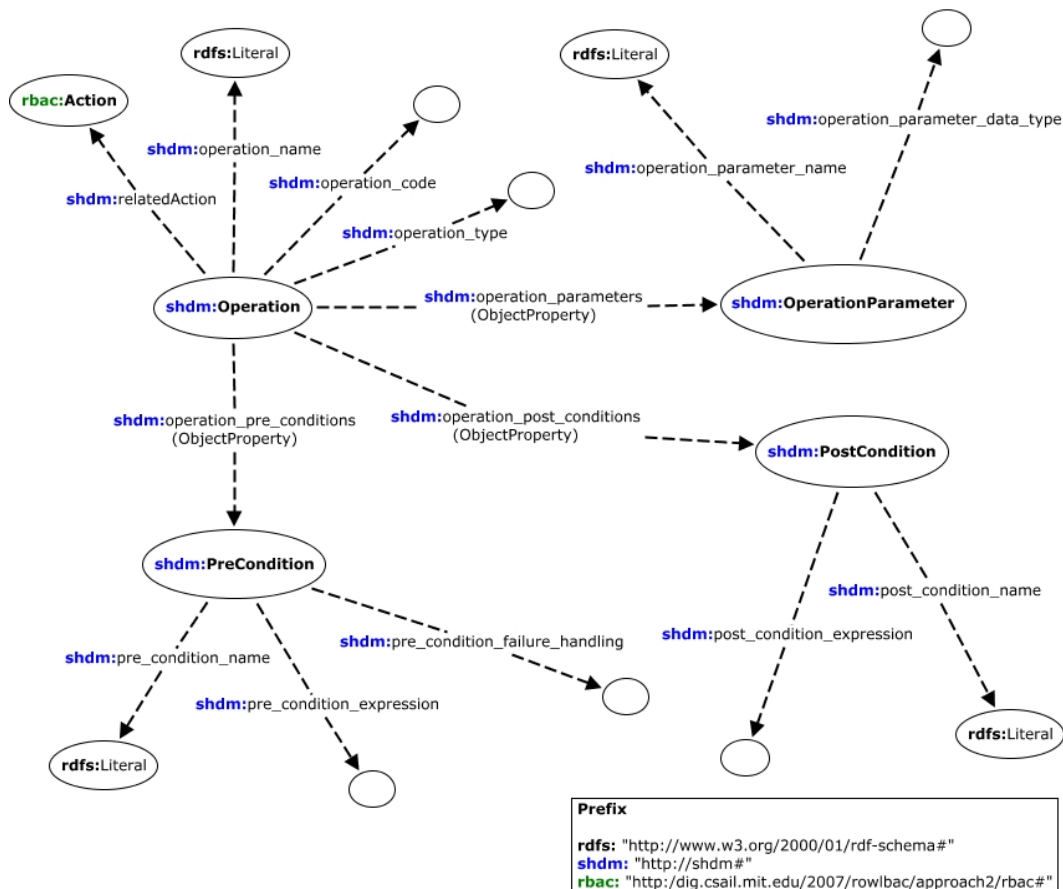 rdfs:Literal
rdfs:Literal
rbac:Action
shdm:operation_parameter_data_type
shdm:operation_name
shdm:operation_parameter_name
shdm:operation_code
shdm:relatedAction
shdm:operation_type
shdm:operation_parameters
(ObjectProperty)
shdm:Operation
shdm:OperationParameter
shdm:operation_pre_conditions
(ObjectProperty)
shdm:operation_post_conditions
(ObjectProperty)
shdm:PostCondition
shdm:PreCondition
shdm:post_condition_name
shdm:post_condition_expression
shdm:pre_condition_failure_handling
shdm:pre_condition_name
shdm:pre_condition_expression
rdfs:Literal
rdfs:Literal
Prefix
rdfs: "http://www.w3.org/2000/01/rdf-schema#"
shdm: "http://shdm#"
rbac: "http:/dig.csail.mit.edu/2007/rowlbac/approach2/rbac#"